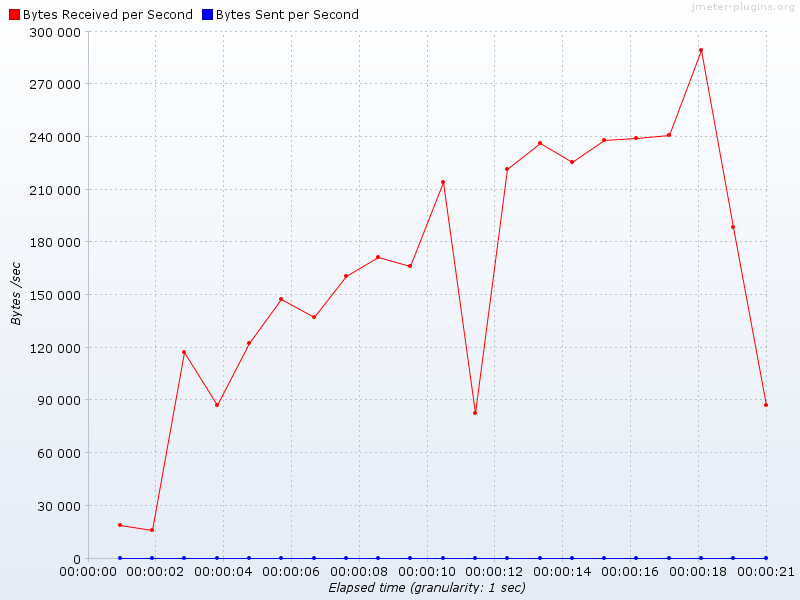 Bytes Received per Second Bytes Sent per Second
jmeter-plugins.org
300 000
270 000
240 000
210 000
180 000
150 000
120 000
90 000
60 000
30 000
0
Bytes /sec
00:00:00 00:00:02 00:00:04 00:00:06 00:00:08 00:00:10 00:00:12 00:00:14 00:00:16 00:00:18 00:00:21
Elapsed time (granularity: 1 sec)